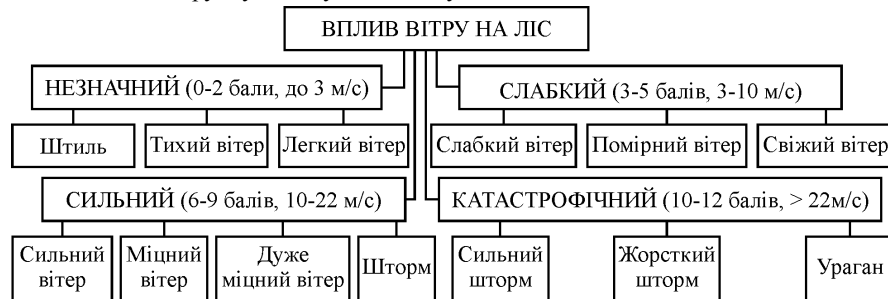 ВПЛИВ ВІТРУ НА ЛІС
НЕЗНАЧНИЙ (0-2 бали, до 3 м/с)
СЛАБКИЙ (3-5 балів, 3-10 м/с)
Штиль
Тихий вітер
Легкий вітер
Слабкий вітер
Помірний вітер
Свіжий вітер
СИЛЬНИЙ (6-9 балів, 10-22 м/с)
КАТАСТРОФІЧНИЙ (10-12 балів, > 22м/с)
Сильний
вітер
Міцний
вітер
Дуже
міцний вітер
Шторм
Сильний
шторм
Жорсткий
шторм
Ураган